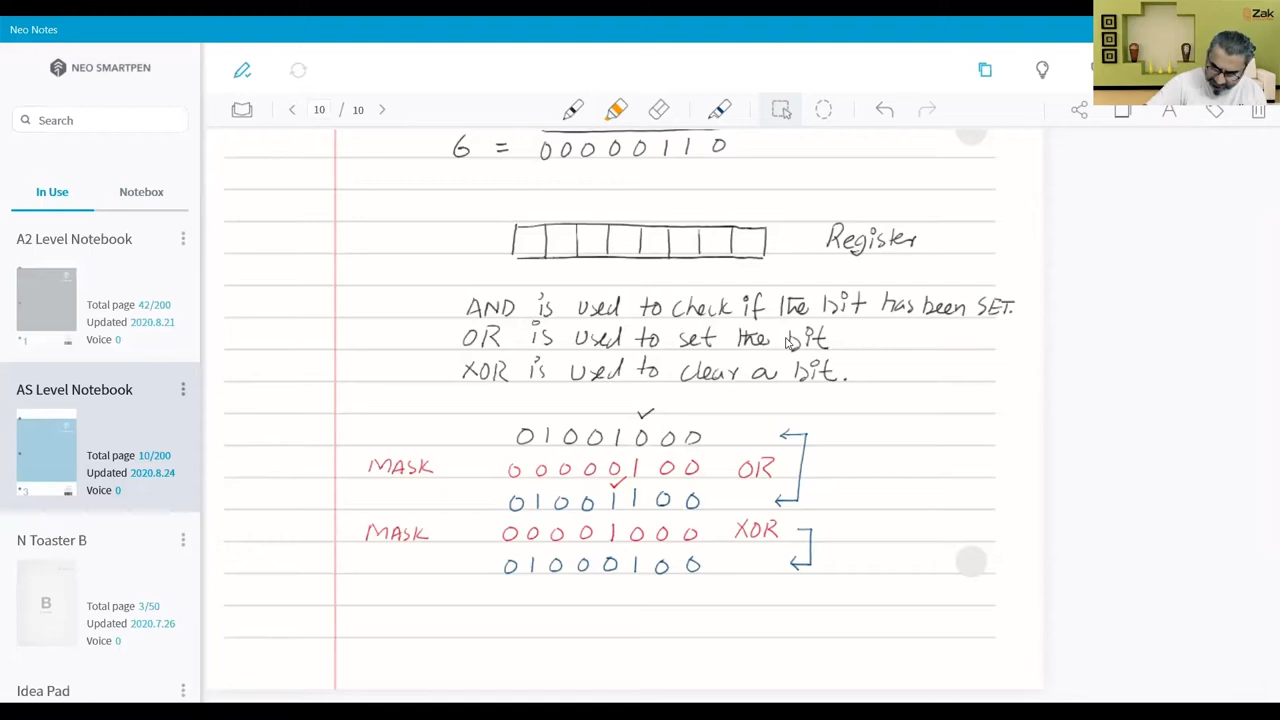 Neo Notes
Zak
NEO SMARTPEN
Search
10 / 10
In Use
Notebox
A2 Level Notebook
Total page 42/200
Updated 2020.8.21
Voice 0
1
AS Level Notebook
Total page 10/200
Updated 2020.8.24
Voice 0
3
N Toaster B
B
Total page 3/50
Updated 2020.7.26
Voice 0
Idea Pad
6 = 00000110
Register
AND is used to check if the bit has been SET.
OR is used to set the bit
XOR is used to clear a bit.
01001000
MASK 00000100 OR
01001100
MASK 00001000 XOR
01000100